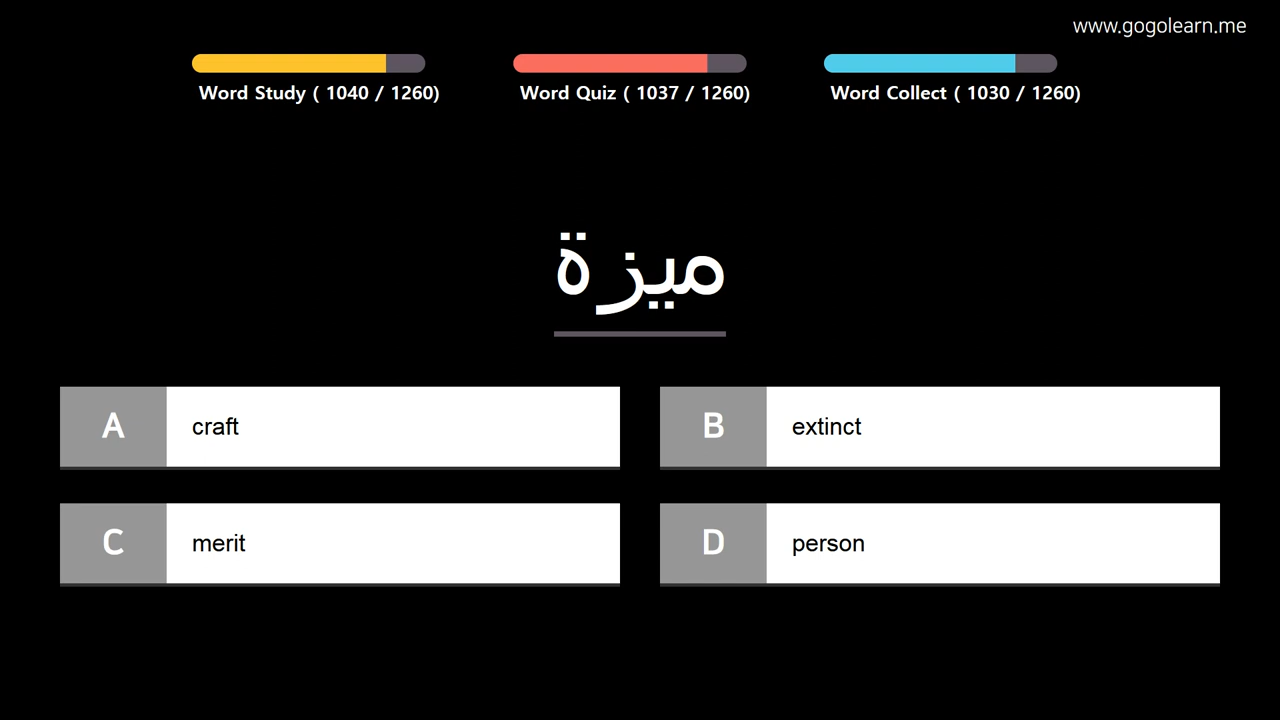 www.gogolearn.me
Word Study ( 1040 / 1260)
Word Quiz ( 1037 / 1260)
Word Collect ( 1030 / 1260)
ميزة
A craft
B extinct
C merit
D person